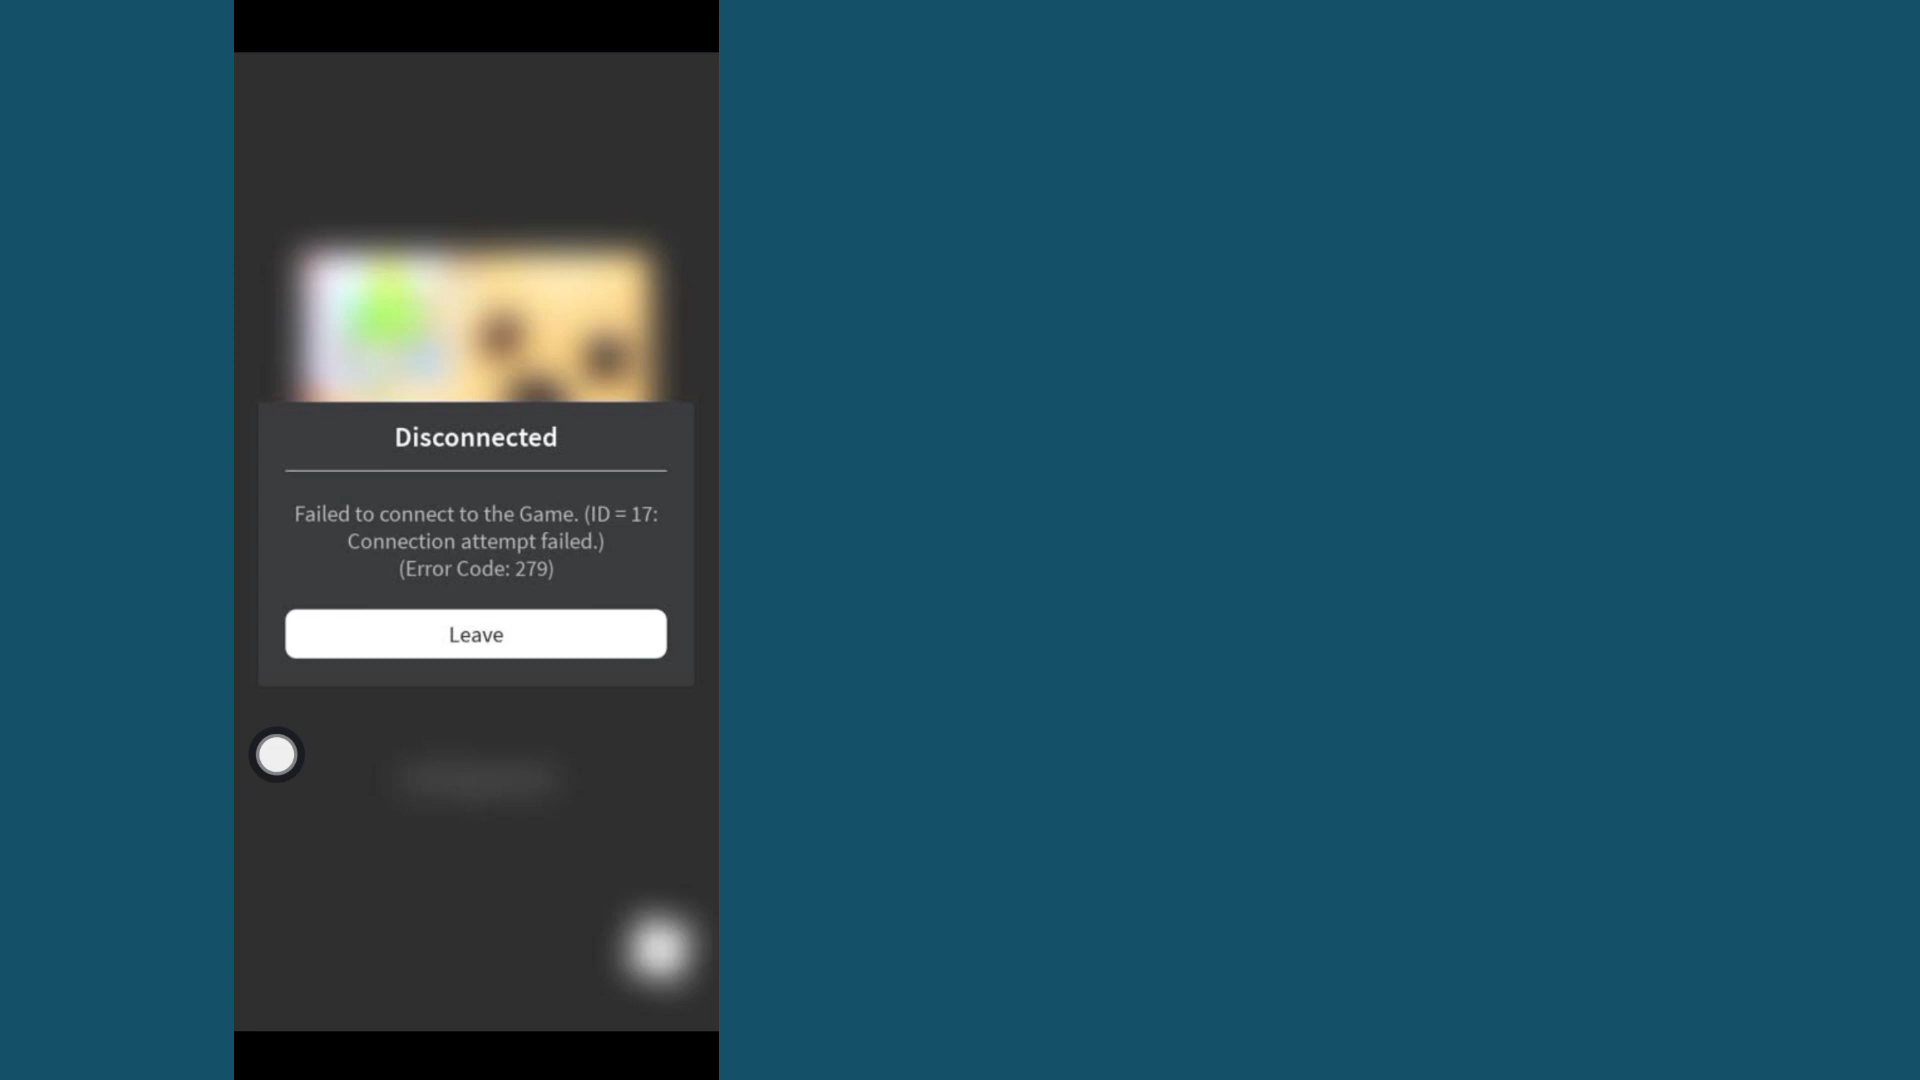 Disconnected
Failed to connect to the Game. (ID = 17:
Connection attempt failed.)
(Error Code: 279)
Leave